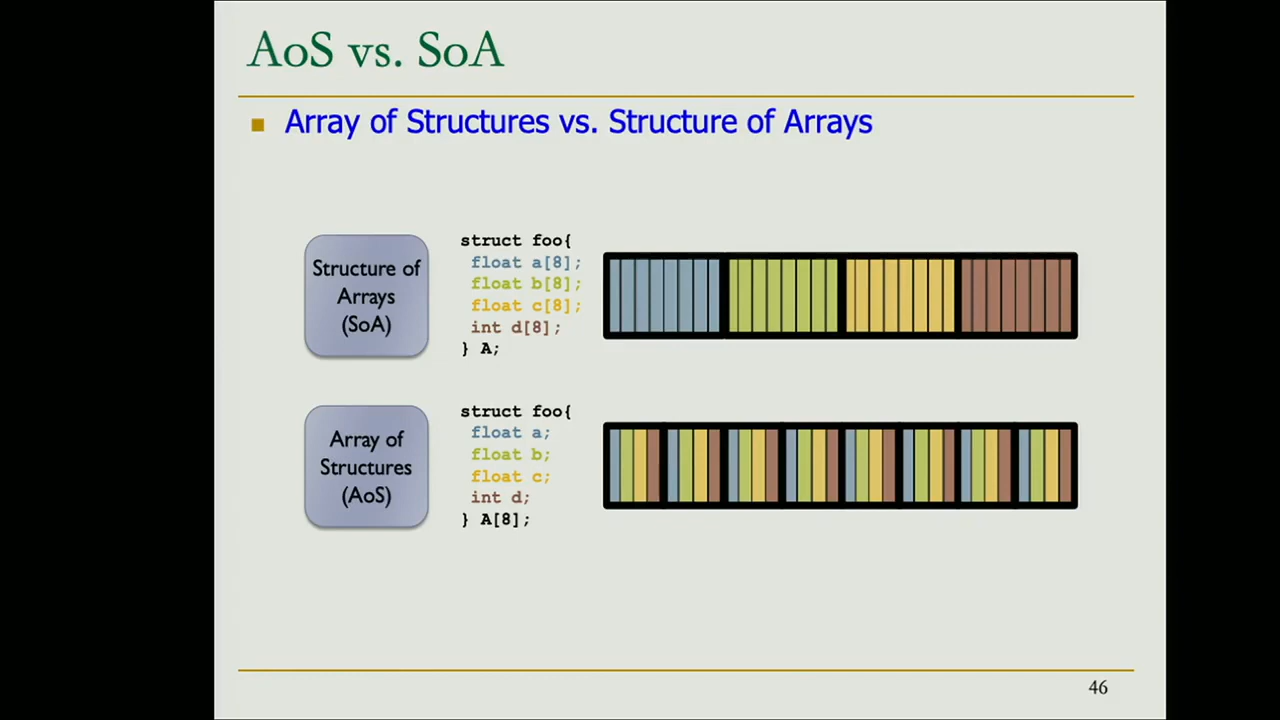 AoS vs. SoA
Array of Structures vs. Structure of Arrays
Structure of
Arrays
(SoA)
struct foo{
float a[8];
float b[8];
float c[8];
int d[8];
} A;
Array of
Structures
(AoS)
struct foo{
float a;
float b;
float c;
int d;
} A[8];
46